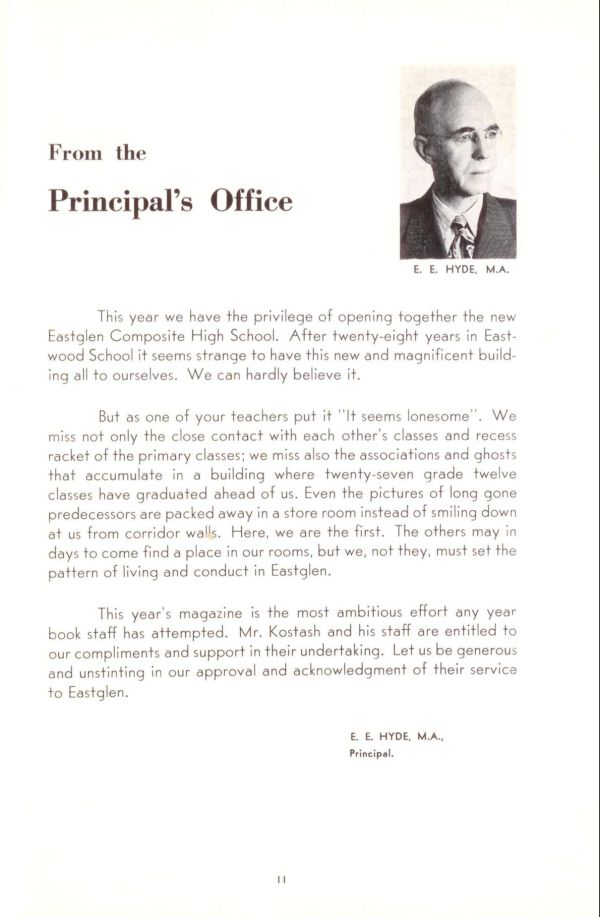 From the
Principal's Office
E. E. HYDE, M.A.
This year we have the privilege of opening together the new
Eastglen Composite High School. After twenty-eight years in East-
wood School it seems strange to have this new and magnificent build-
ing all to ourselves. We can hardly believe it.
But as one of your teachers put it "It seems lonesome". We
miss not only the close contact with each other's classes and recess
racket of the primary classes; we miss also the associations and ghosts
that accumulate in a building where twenty-seven grade twelve
classes have graduated ahead of us. Even the pictures of long gone
predecessors are packed away in a store room instead of smiling down
at us from corridor walls. Here, we are the first. The others may in
days to come find a place in our rooms, but we, not they, must set the
pattern of living and conduct in Eastglen.
This year's magazine is the most ambitious effort any year
book staff has attempted. Mr. Kostash and his staff are entitled to
our compliments and support in their undertaking. Let us be generous
and unstinting in our approval and acknowledgment of their service
to Eastglen.
E. E. HYDE, M.A.,
Principal.
11